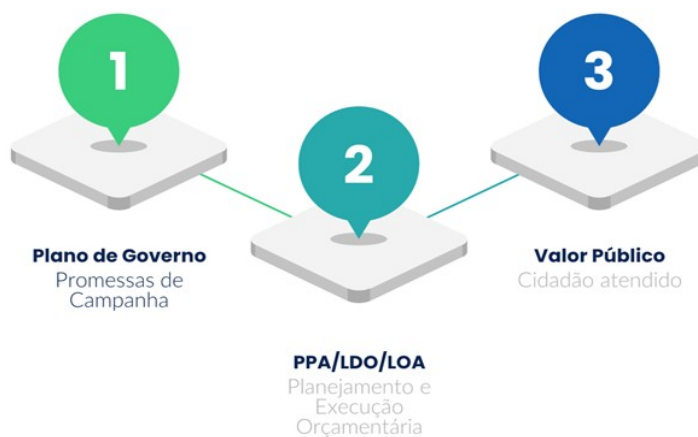 1
Plano de Governo
Promessas de
Campanha
2
PPA/LDO/LOA
Planejamento e
Execução
Orçamentária
3
Valor Público
Cidadão atendido